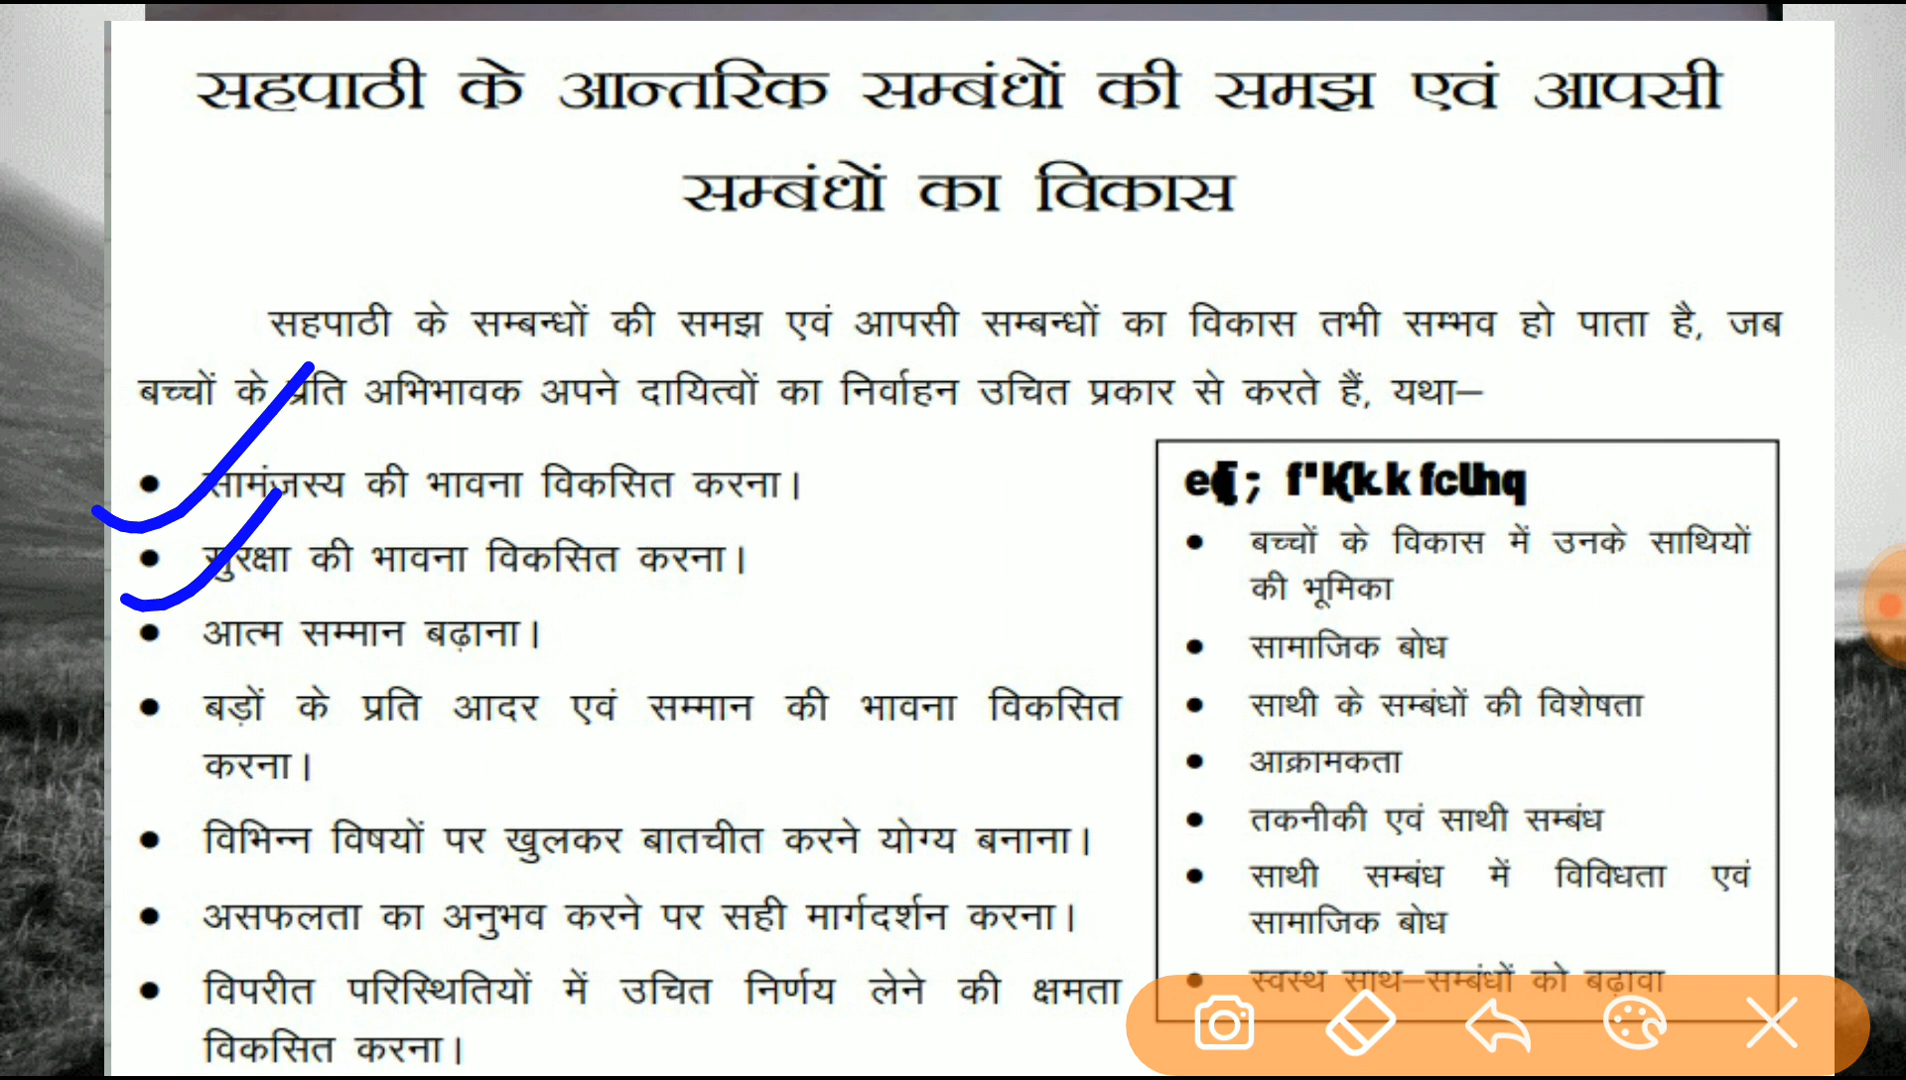 सहपाठी के आन्तरिक सम्बंधों की समझ एवं आपसी
सम्बंधों का विकास
सहपाठी के सम्बन्धों की समझ एवं आपसी सम्बन्धों का विकास तभी सम्भव हो पाता है, जब
बच्चों के प्रति अभिभावक अपने दायित्वों का निर्वाहन उचित प्रकार से करते हैं, यथा–
• सामंजस्य की भावना विकसित करना।
• सुरक्षा की भावना विकसित करना।
• आत्म सम्मान बढ़ाना।
• बड़ों के प्रति आदर एवं सम्मान की भावना विकसित
करना।
• विभिन्न विषयों पर खुलकर बातचीत करने योग्य बनाना।
• असफलता का अनुभव करने पर सही मार्गदर्शन करना।
• विपरीत परिस्थितियों में उचित निर्णय लेने की क्षमता
विकसित करना।
• बच्चों के विकास में उनके साथियों
की भूमिका
• सामाजिक बोध
• साथी के सम्बंधों की विशेषता
• आक्रामकता
• तकनीकी एवं साथी सम्बंध
• साथी सम्बंध में विविधता एवं
सामाजिक बोध
• स्वस्थ साथ–सम्बंधों को बढ़ावा